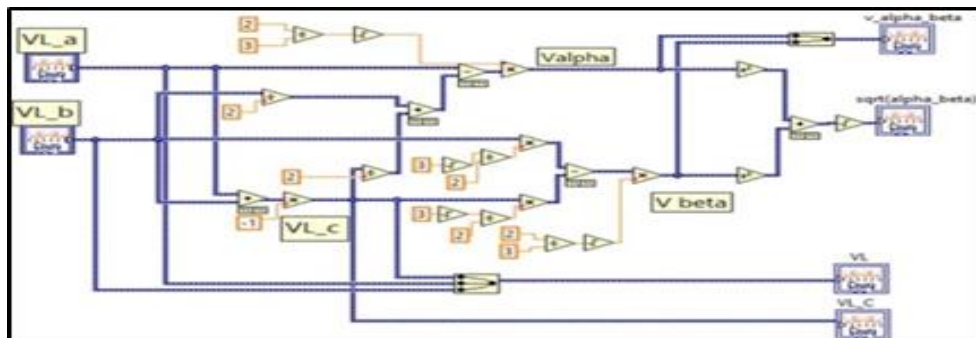 v_alpha_beta
VL_a
2
3
Valpha
VL_b
2
sqrt(alpha_beta)
3
2
2
-1
VL_c
3
2
2
3
V beta
VL
VL_C